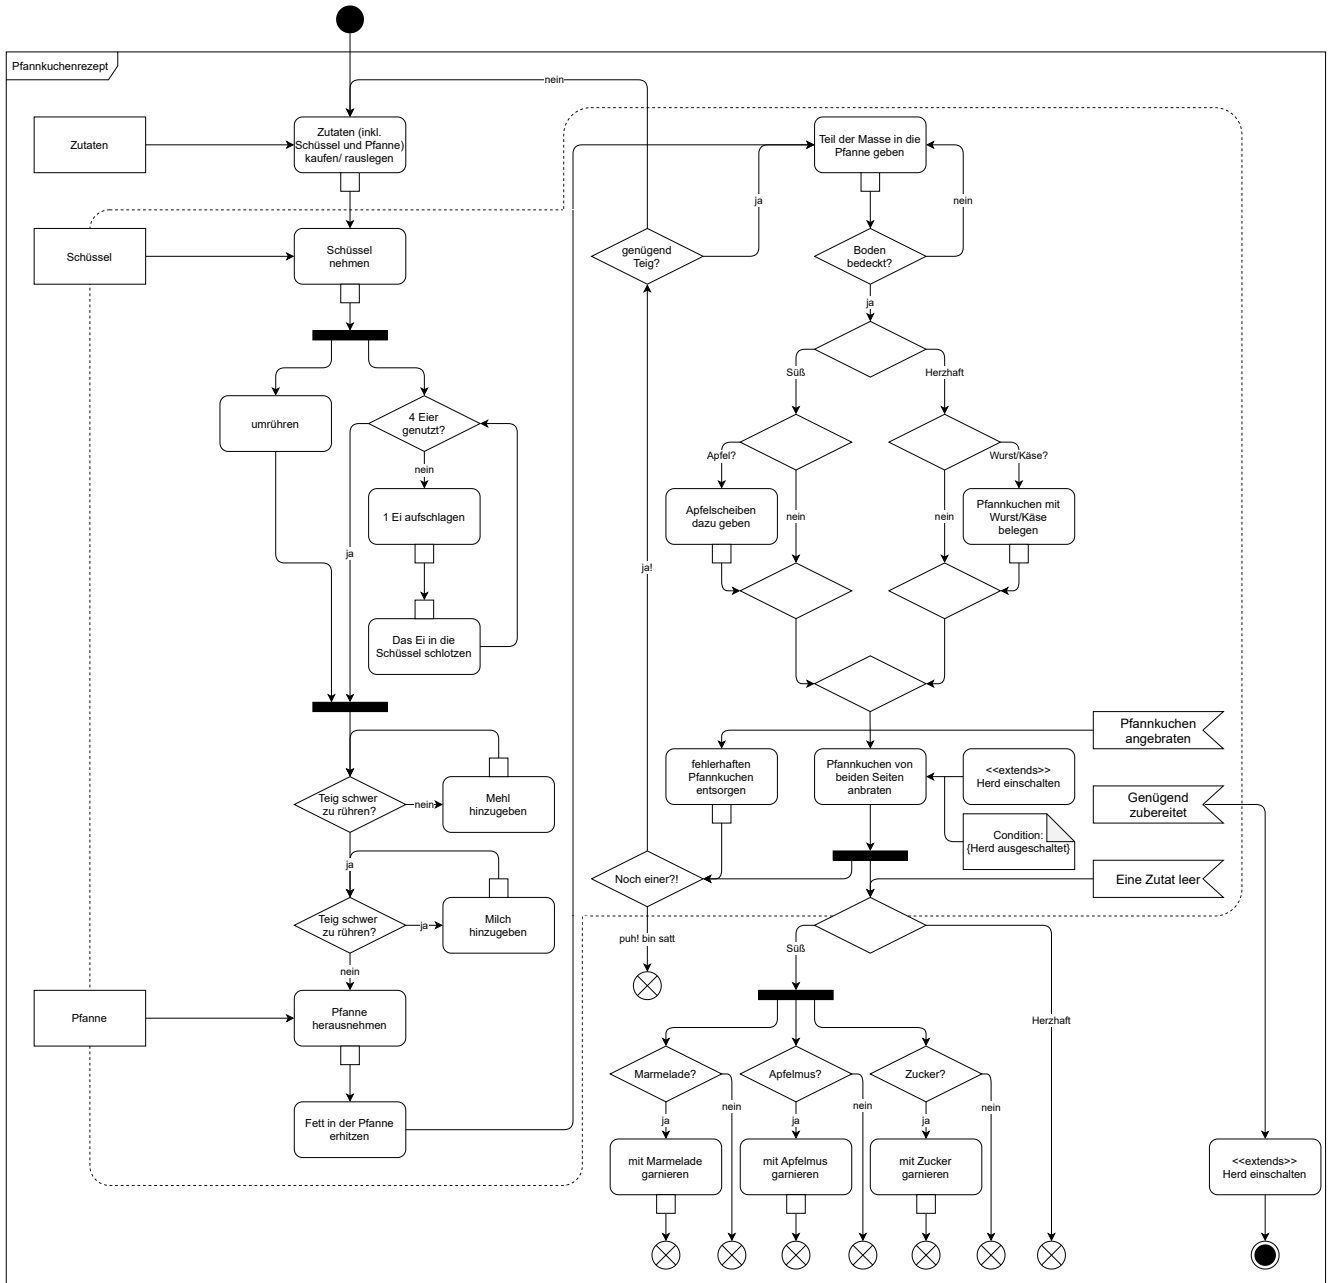 Pfannkuchenrezept
nein
Zutaten
Zutaten (inkl.
Schüssel und Pfanne)
kaufen/ rauslegen
Teil der Masse in die
Pfanne geben
ja
nein
Schüssel
Schüssel
nehmen
genügend
Teig?
Boden
bedeckt?
ja
Süß
Herzhaft
umrühren
4 Eier
genutzt?
nein
Apfel?
Wurst/Käse?
1 Ei aufschlagen
Apfelscheiben
dazu geben
nein
nein
Pfannkuchen mit
Wurst/Käse
belegen
ja
ja!
Das Ei in die
Schüssel schlotzen
Pfannkuchen
angebraten
fehlerhaften
Pfannkuchen
entsorgen
Pfannkuchen von
beiden Seiten
anbraten
<<extends>>
Herd einschalten
Teig schwer
zu rühren?
nein
Mehl
hinzugeben
Genügend
zubereitet
Condition:
{Herd ausgeschaltet}
ja
Noch einer?!
Eine Zutat leer
Teig schwer
zu rühren?
ja
Milch
hinzugeben
puh! bin satt
Süß
nein
Pfanne
Pfanne
herausnehmen
Herzhaft
Marmelade?
Apfelmus?
Zucker?
nein
nein
nein
ja
ja
ja
Fett in der Pfanne
erhitzen
mit Marmelade
garnieren
mit Apfelmus
garnieren
mit Zucker
garnieren
<<extends>>
Herd einschalten